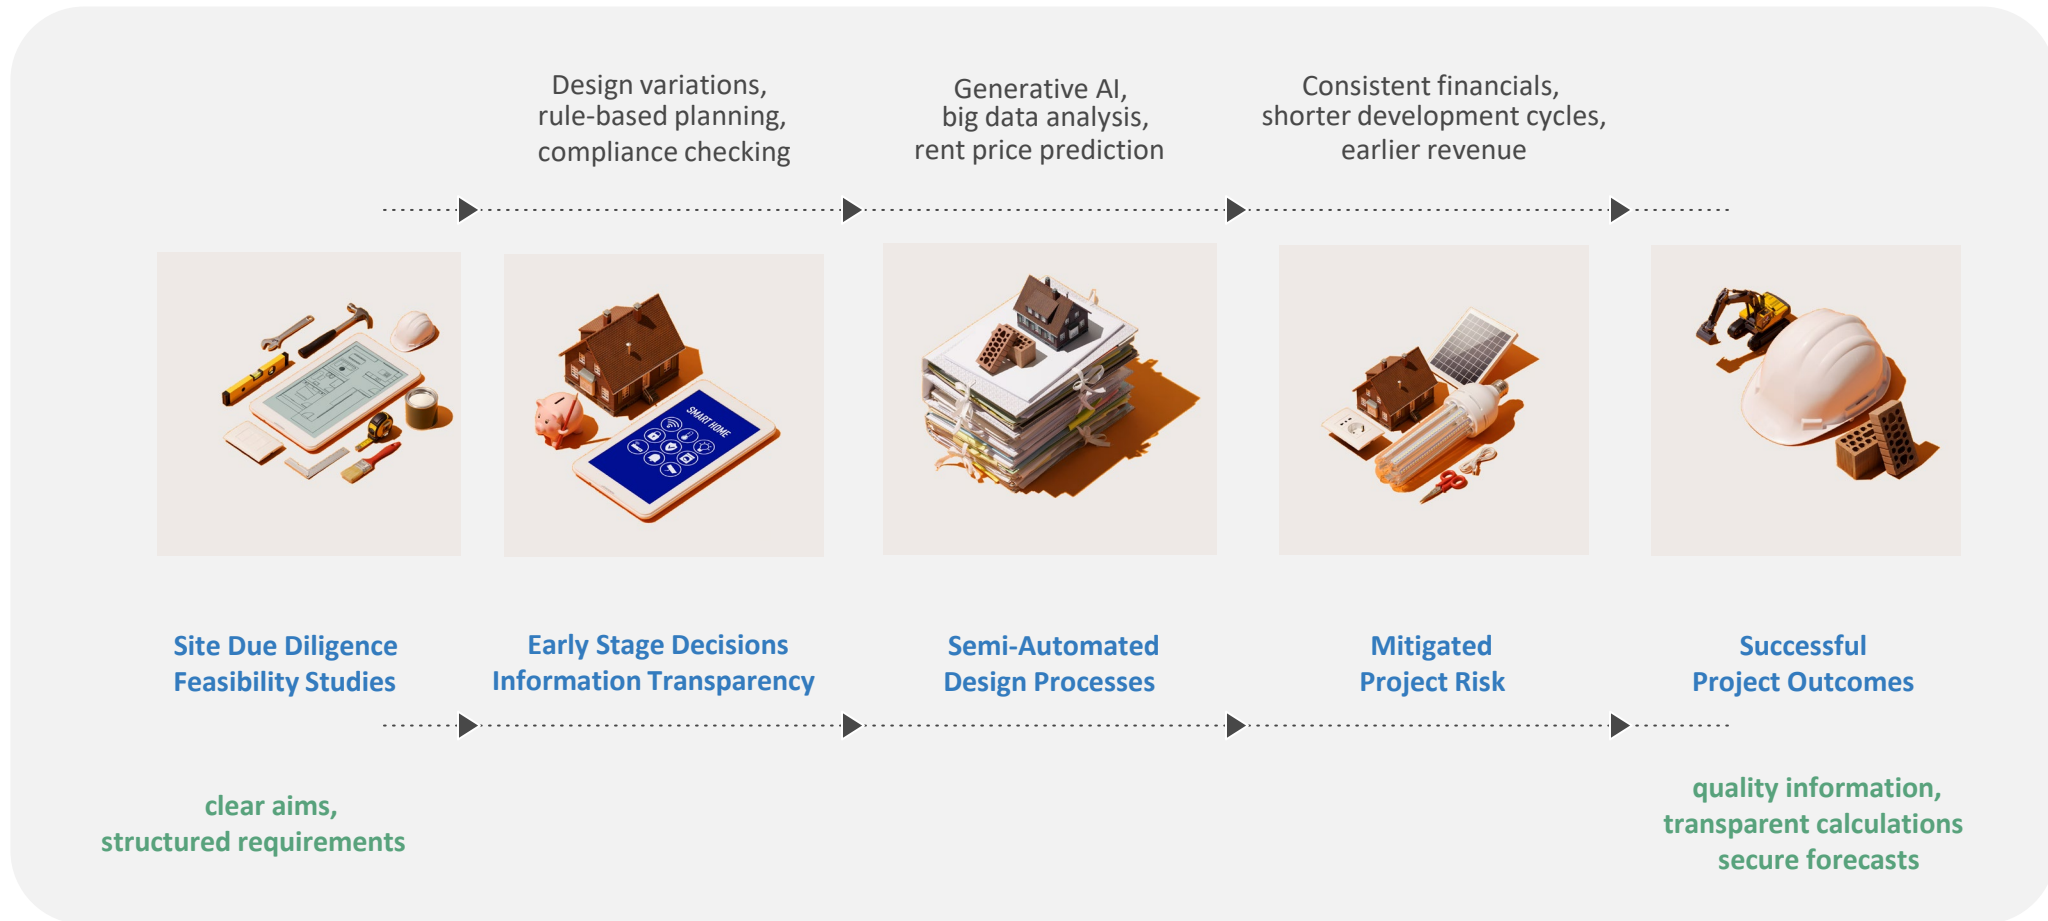 Design variations,
rule-based planning,
compliance checking
Generative AI,
big data analysis,
rent price prediction
Consistent financials,
shorter development cycles,
earlier revenue
SMART HOME
Site Due Diligence
Feasibility Studies
Early Stage Decisions
Information Transparency
Semi-Automated
Design Processes
Mitigated
Project Risk
Successful
Project Outcomes
clear aims,
structured requirements
quality information,
transparent calculations
secure forecasts